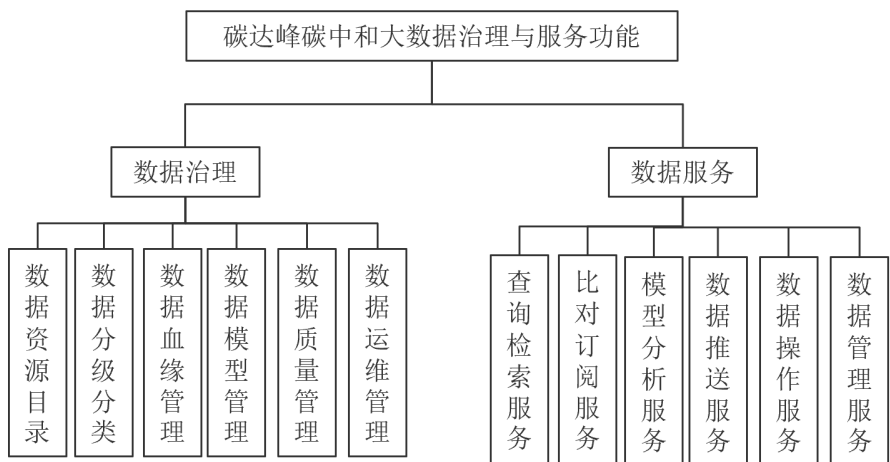 碳达峰碳中和大数据治理与服务功能
数据治理
数据服务
数据资源目录
数据分级分类
数据血缘管理
数据模型管理
数据质量管理
数据运维管理
查询检索服务
比对订阅服务
模型分析服务
数据推送服务
数据操作服务
数据管理服务